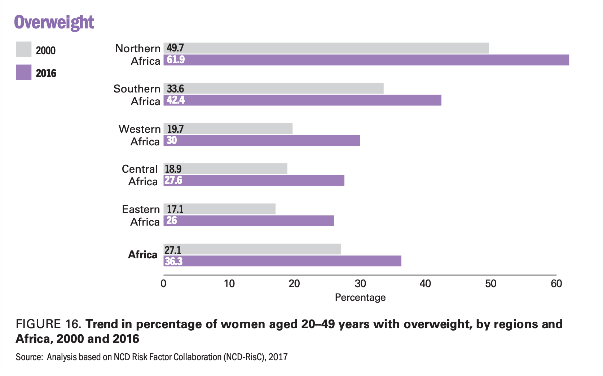 Overweight
2000
2016
Northern 49.7
Africa 61.9
Southern 33.6
Africa 42.4
Western 19.7
Africa 30
Central 18.9
Africa 27.6
Eastern 17.1
Africa 26
Africa 27.1
36.3
0 10 20 30 40 50 60
Percentage
FIGURE 16. Trend in percentage of women aged 20–49 years with overweight, by regions and
Africa, 2000 and 2016
Source: Analysis based on NCD Risk Factor Collaboration (NCD-RisC), 2017